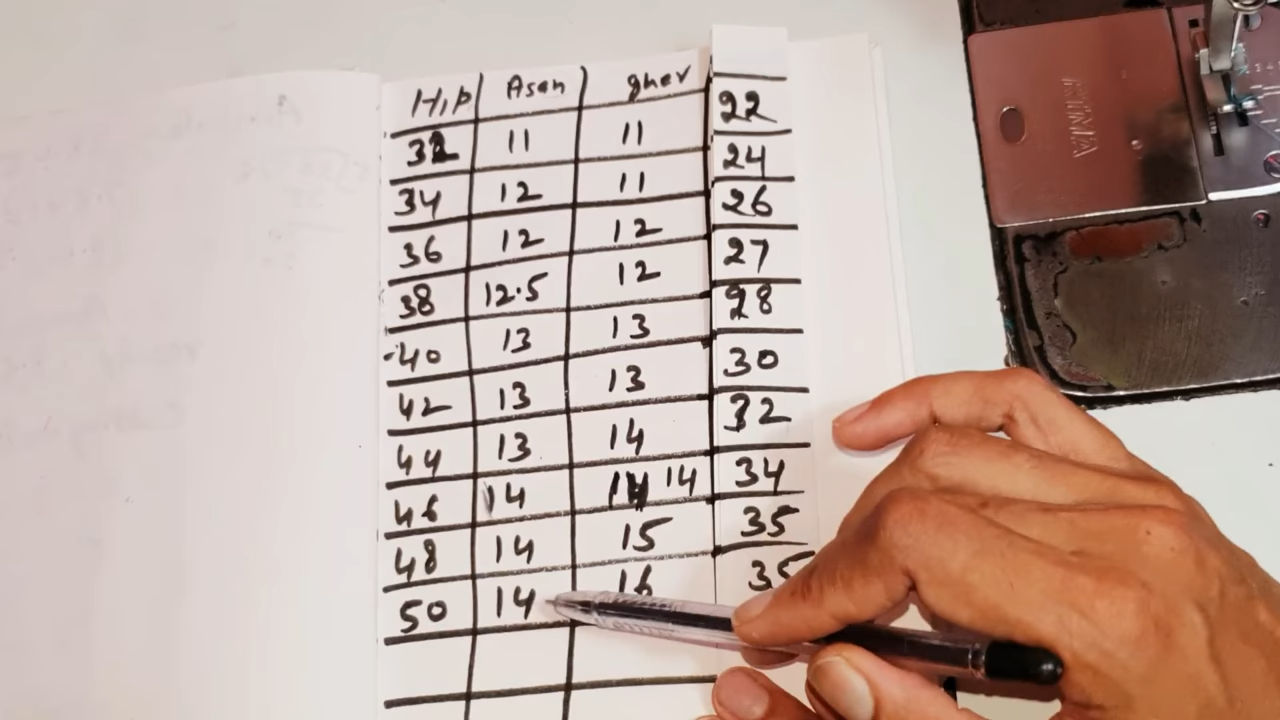 Hip Asan gher
32 11 11 22
34 12 11 24
36 12 12 26
38 12.5 12 27
40 13 13 28
42 13 13 30
44 13 14 32
46 14 14 14 34
48 14 15 35
50 14 16 35
RIMA